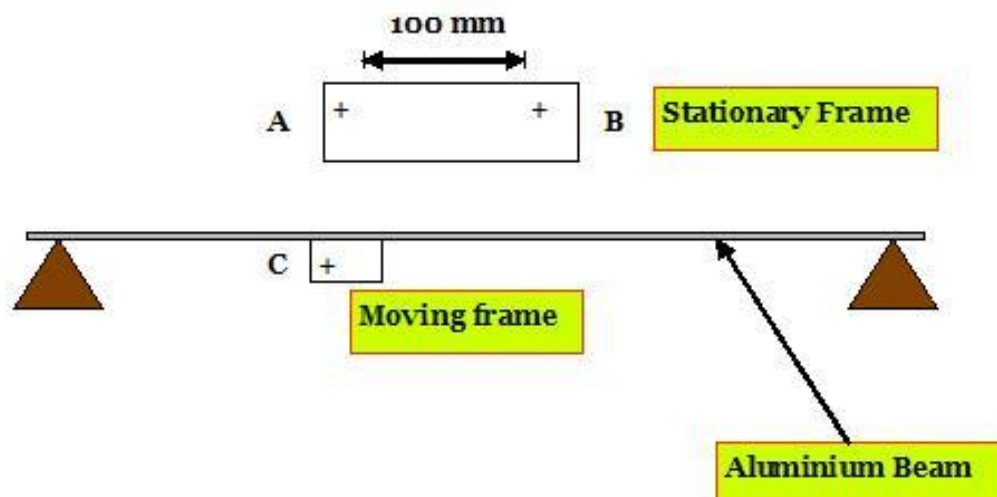 100 mm
A
+
+
B
Stationary Frame
C
+
Moving frame
Aluminium Beam